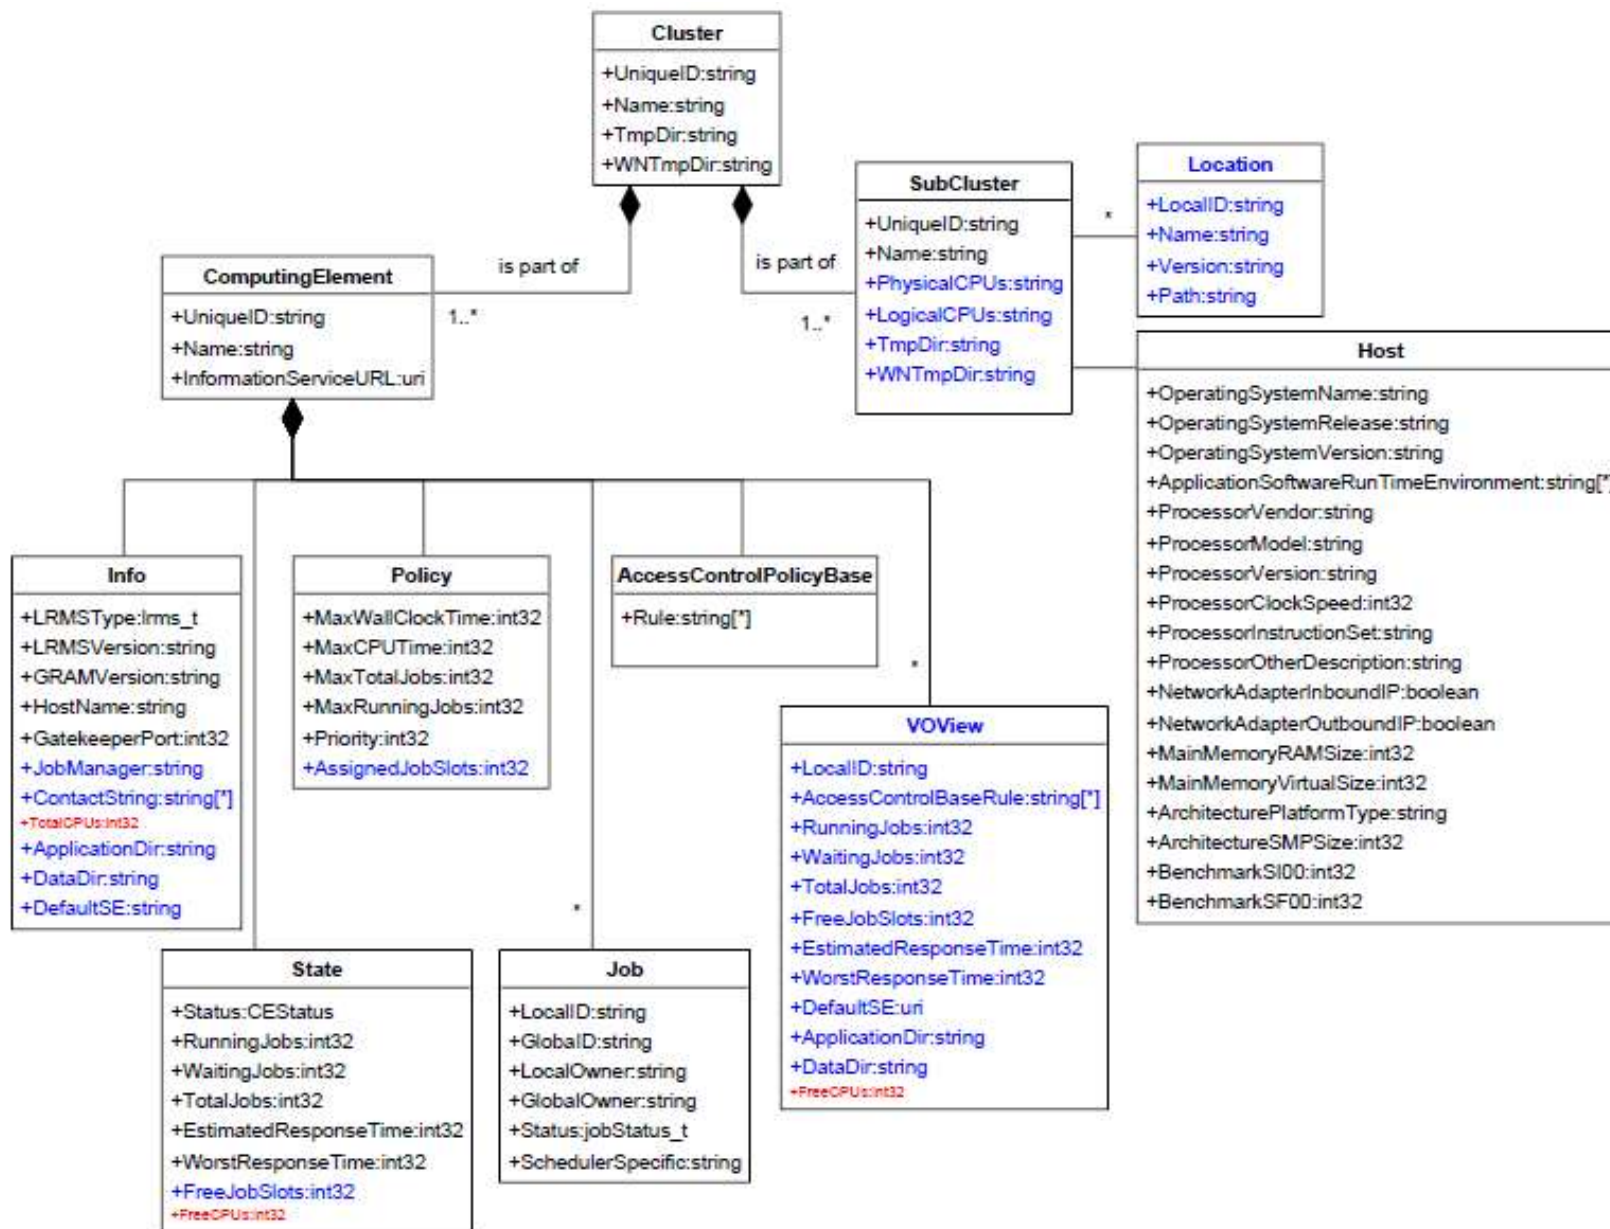 Cluster
+UniqueID:string
+Name:string
+TmpDir:string
+WNTmpDir:string
is part of
1..*
is part of
1..*
ComputingElement
+UniqueID:string
+Name:string
+InformationServiceURL:uri
SubCluster
+UniqueID:string
+Name:string
+PhysicalCPUs:string
+LogicalCPUs:string
+TmpDir:string
+WNTmpDir:string
*
Location
+LocalID:string
+Name:string
+Version:string
+Path:string
Host
+OperatingSystemName:string
+OperatingSystemRelease:string
+OperatingSystemVersion:string
+ApplicationSoftwareRunTimeEnvironment:string[*]
+ProcessorVendor:string
+ProcessorModel:string
+ProcessorVersion:string
+ProcessorClockSpeed:int32
+ProcessorInstructionSet:string
+ProcessorOtherDescription:string
+NetworkAdapterInboundIP:boolean
+NetworkAdapterOutboundIP:boolean
+MainMemoryRAMSize:int32
+MainMemoryVirtualSize:int32
+ArchitecturePlatformType:string
+ArchitectureSMPSize:int32
+BenchmarkSI00:int32
+BenchmarkSF00:int32
Info
+LRMSType:lrms_t
+LRMSVersion:string
+GRAMVersion:string
+HostName:string
+GatekeeperPort:int32
+JobManager:string
+ContactString:string[*]
+TotalCPUs:int32
+ApplicationDir:string
+DataDir:string
+DefaultSE:string
Policy
+MaxWallClockTime:int32
+MaxCPUTime:int32
+MaxTotalJobs:int32
+MaxRunningJobs:int32
+Priority:int32
+AssignedJobSlots:int32
AccessControlPolicyBase
+Rule:string[*]
*
VOView
+LocalID:string
+AccessControlBaseRule:string[*]
+RunningJobs:int32
+WaitingJobs:int32
+TotalJobs:int32
+FreeJobSlots:int32
+EstimatedResponseTime:int32
+WorstResponseTime:int32
+DefaultSE:uri
+ApplicationDir:string
+DataDir:string
+FreeCPUs:int32
State
+Status:CEStatus
+RunningJobs:int32
+WaitingJobs:int32
+TotalJobs:int32
+EstimatedResponseTime:int32
+WorstResponseTime:int32
+FreeJobSlots:int32
+FreeCPUs:int32
*
Job
+LocalID:string
+GlobalID:string
+LocalOwner:string
+GlobalOwner:string
+Status:jobStatus_t
+SchedulerSpecific:string